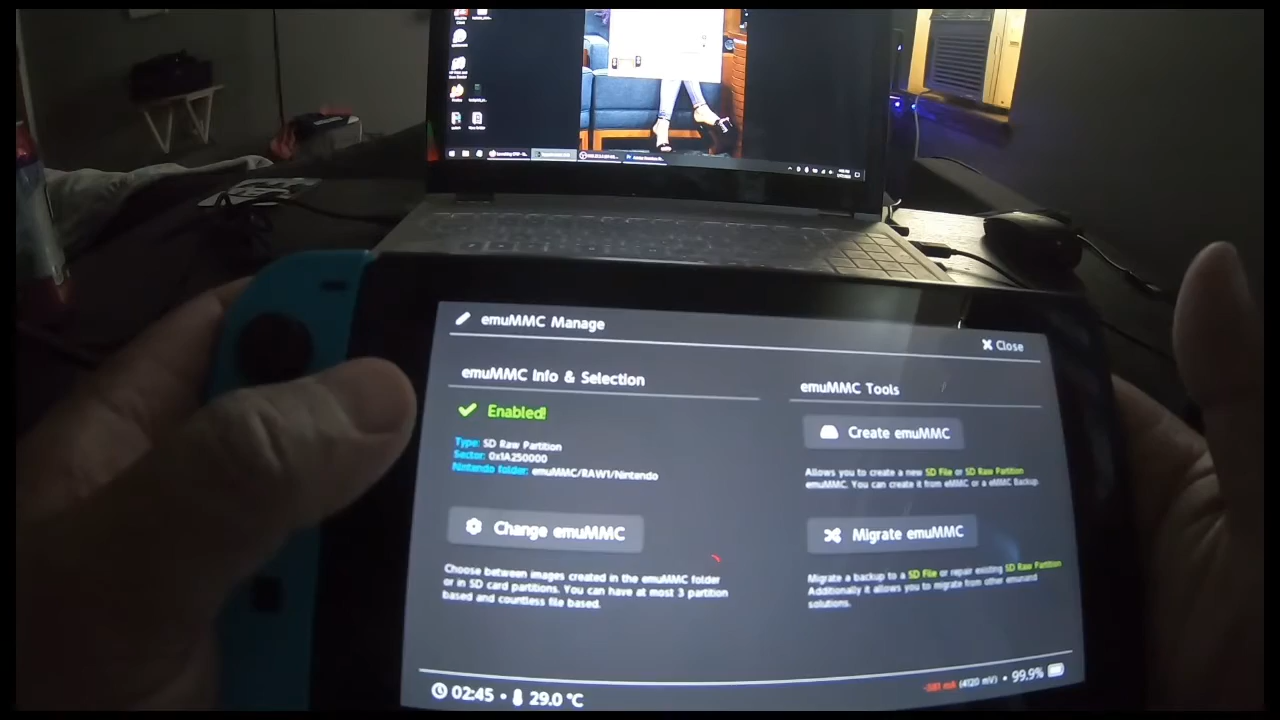 emuMMC Manage
Close
emuMMC Info & Selection
Enabled!
Type: SD Raw Partition
Sector: 0x1A250000
Nintendo folder: emuMMC/RAW1/Nintendo
Change emuMMC
Choose between images created in the emuMMC folder
or in SD card partitions. You can have at most 3 partition
based and countless file based.
emuMMC Tools
Create emuMMC
Allows you to create a new SD File or SD Raw Partition
emuMMC. You can create it from eMMC or a eMMC Backup.
Migrate emuMMC
Migrate a backup to a SD File or repair existing SD Raw Partition
Additionally it allows you to migrate from other emunand
solutions.
02:45 • 29.0 °C
mA (4120 mV) • 99.9%